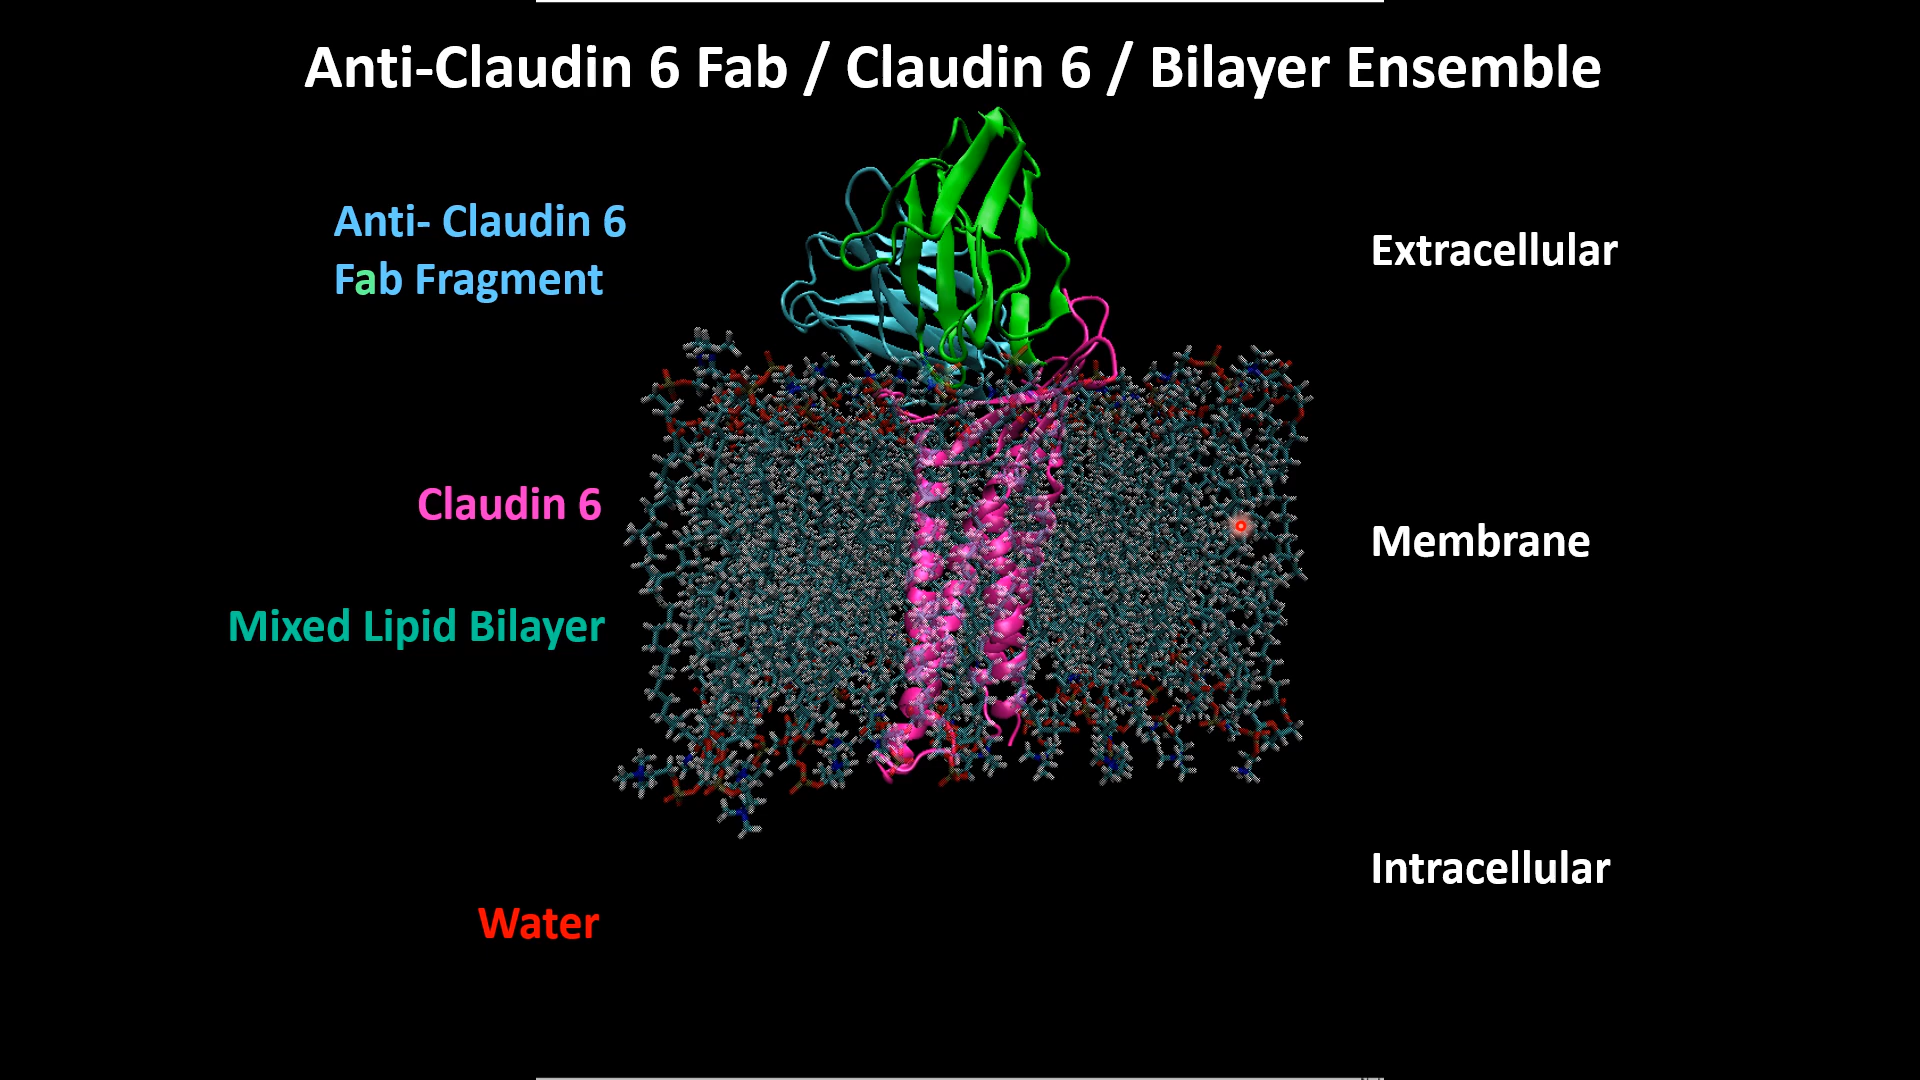 Anti-Claudin 6 Fab / Claudin 6 / Bilayer Ensemble
Anti- Claudin 6
Fab Fragment
Extracellular
Claudin 6
Membrane
Mixed Lipid Bilayer
Intracellular
Water